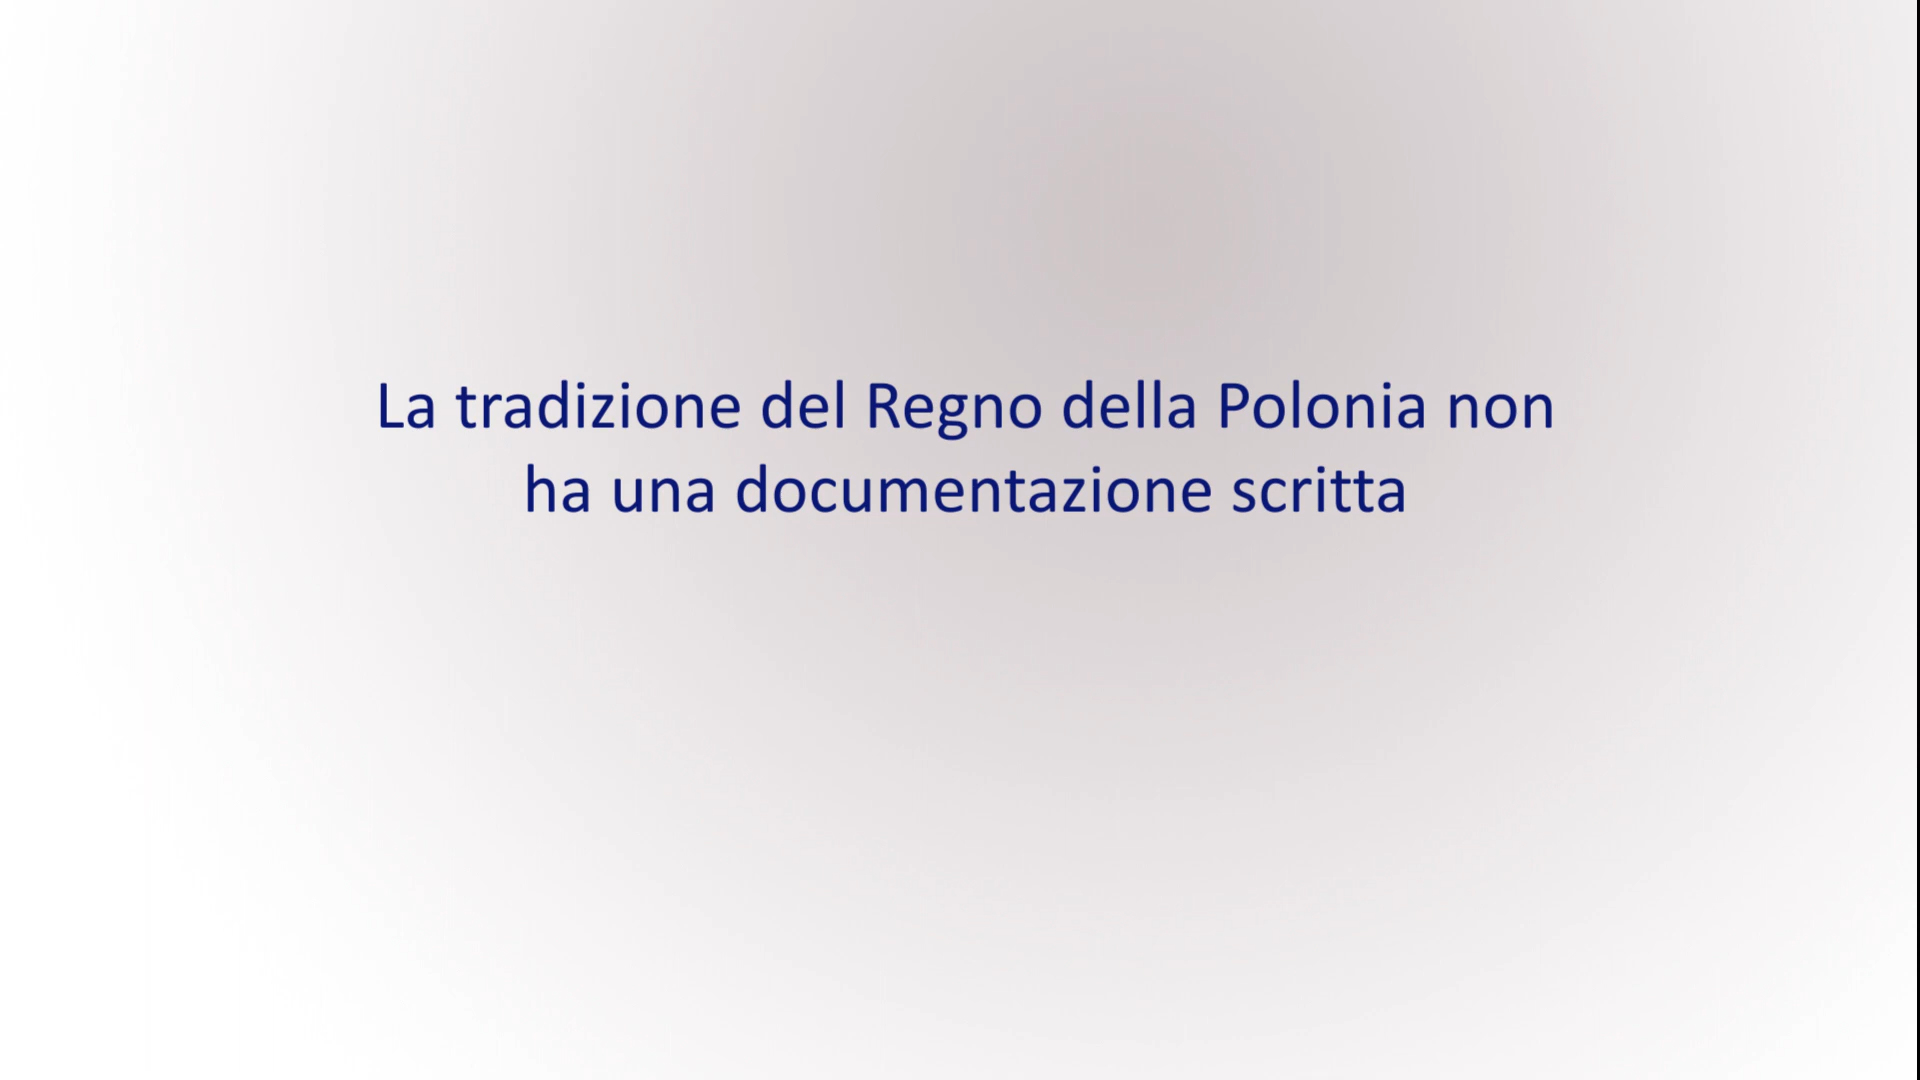 La tradizione del Regno della Polonia non
ha una documentazione scritta